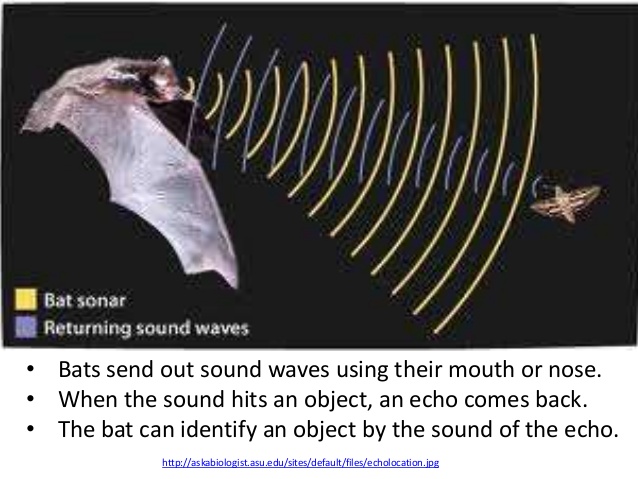 Bat sonar
Returning sound waves
• Bats send out sound waves using their mouth or nose.
• When the sound hits an object, an echo comes back.
• The bat can identify an object by the sound of the echo.
http://askabiologist.asu.edu/sites/default/files/echolocation.jpg